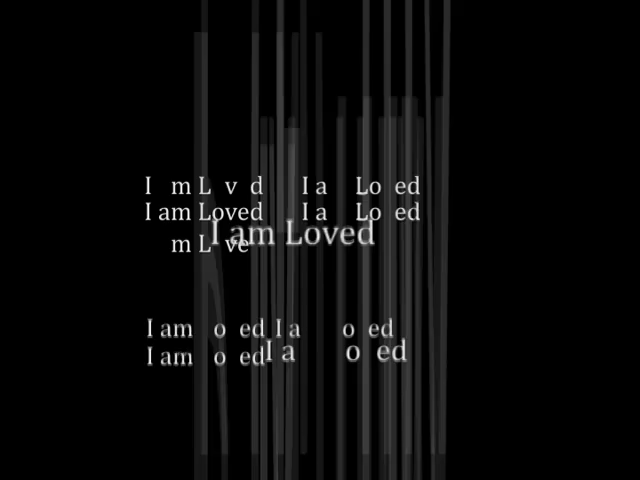 I m L v d I a Lo ed
I am Loved I a Lo ed
I am Loved
m L ve
I am o ed I a o ed
I am o ed I a o ed